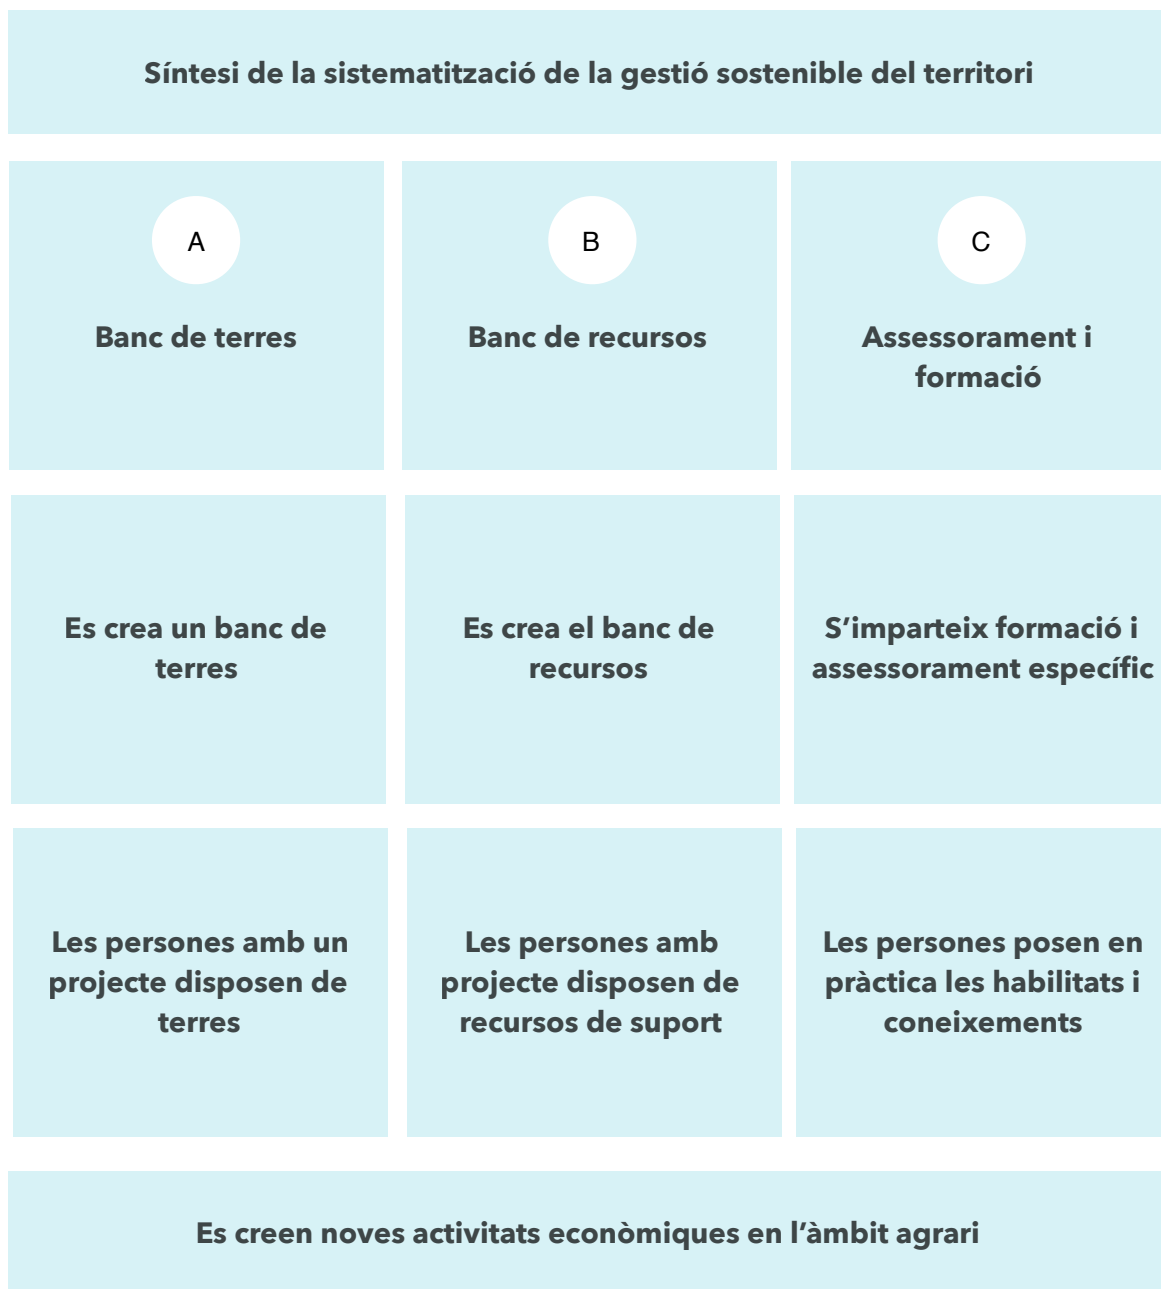 Síntesi de la sistematització de la gestió sostenible del territori
A
Banc de terres
B
Banc de recursos
C
Assessorament i
formació
Es crea un banc de
terres
Es crea el banc de
recursos
S’imparteix formació i
assessorament específic
Les persones amb un
projecte disposen de
terres
Les persones amb
projecte disposen de
recursos de suport
Les persones posen en
pràctica les habilitats i
coneixements
Es creen noves activitats econòmiques en l’àmbit agrari